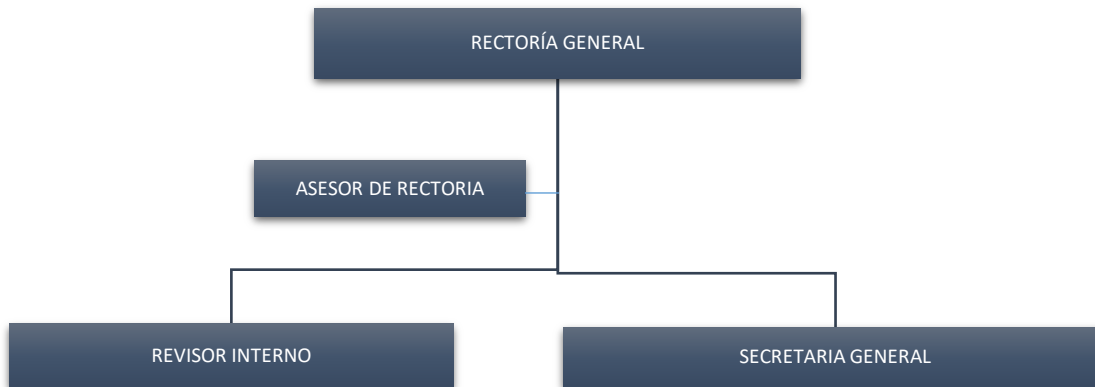 RECTORÍA GENERAL
ASESOR DE RECTORIA
REVISOR INTERNO
SECRETARIA GENERAL